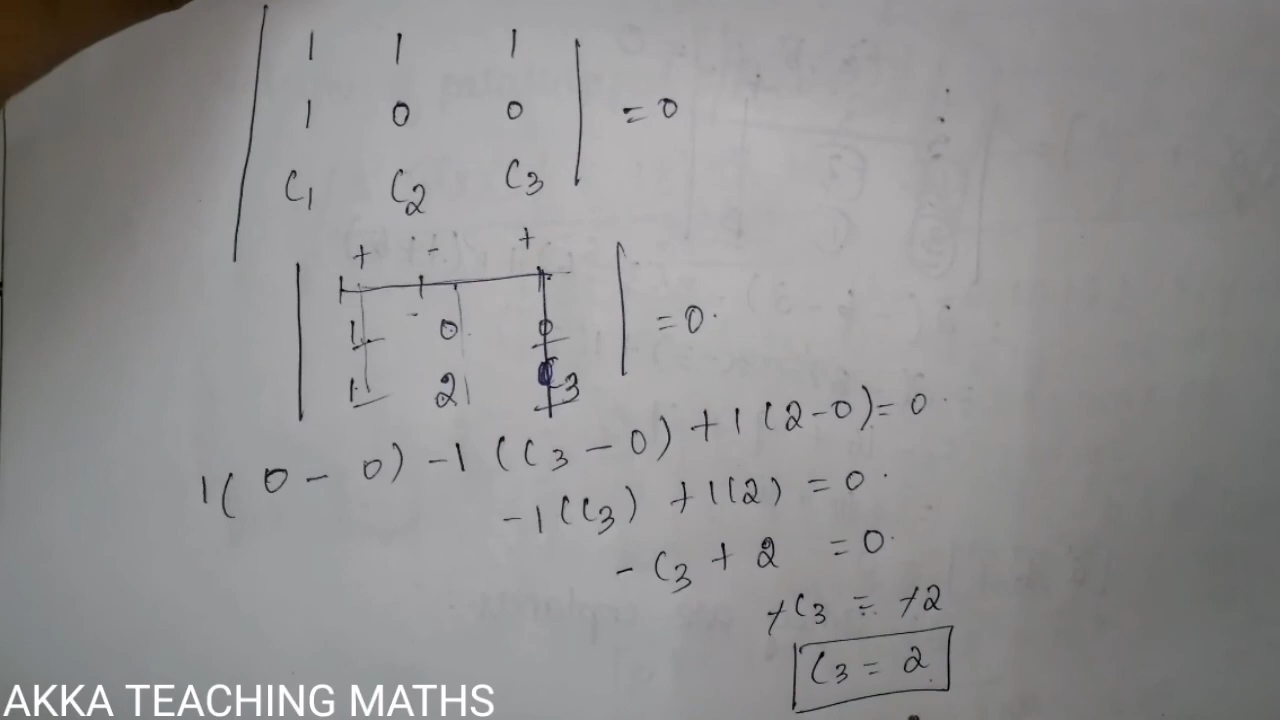 1 1 1
1 0 0 = 0
C1 C2 C3
+ - +
1 1 1
1 0 0 = 0.
1 2 C3
1(0 - 0) -1 (C3 - 0) + 1 (2-0) = 0.
-1(C3) + 1(2) = 0.
- C3 + 2 = 0.
-C3 = -2
C3 = 2
AKKA TEACHING MATHS